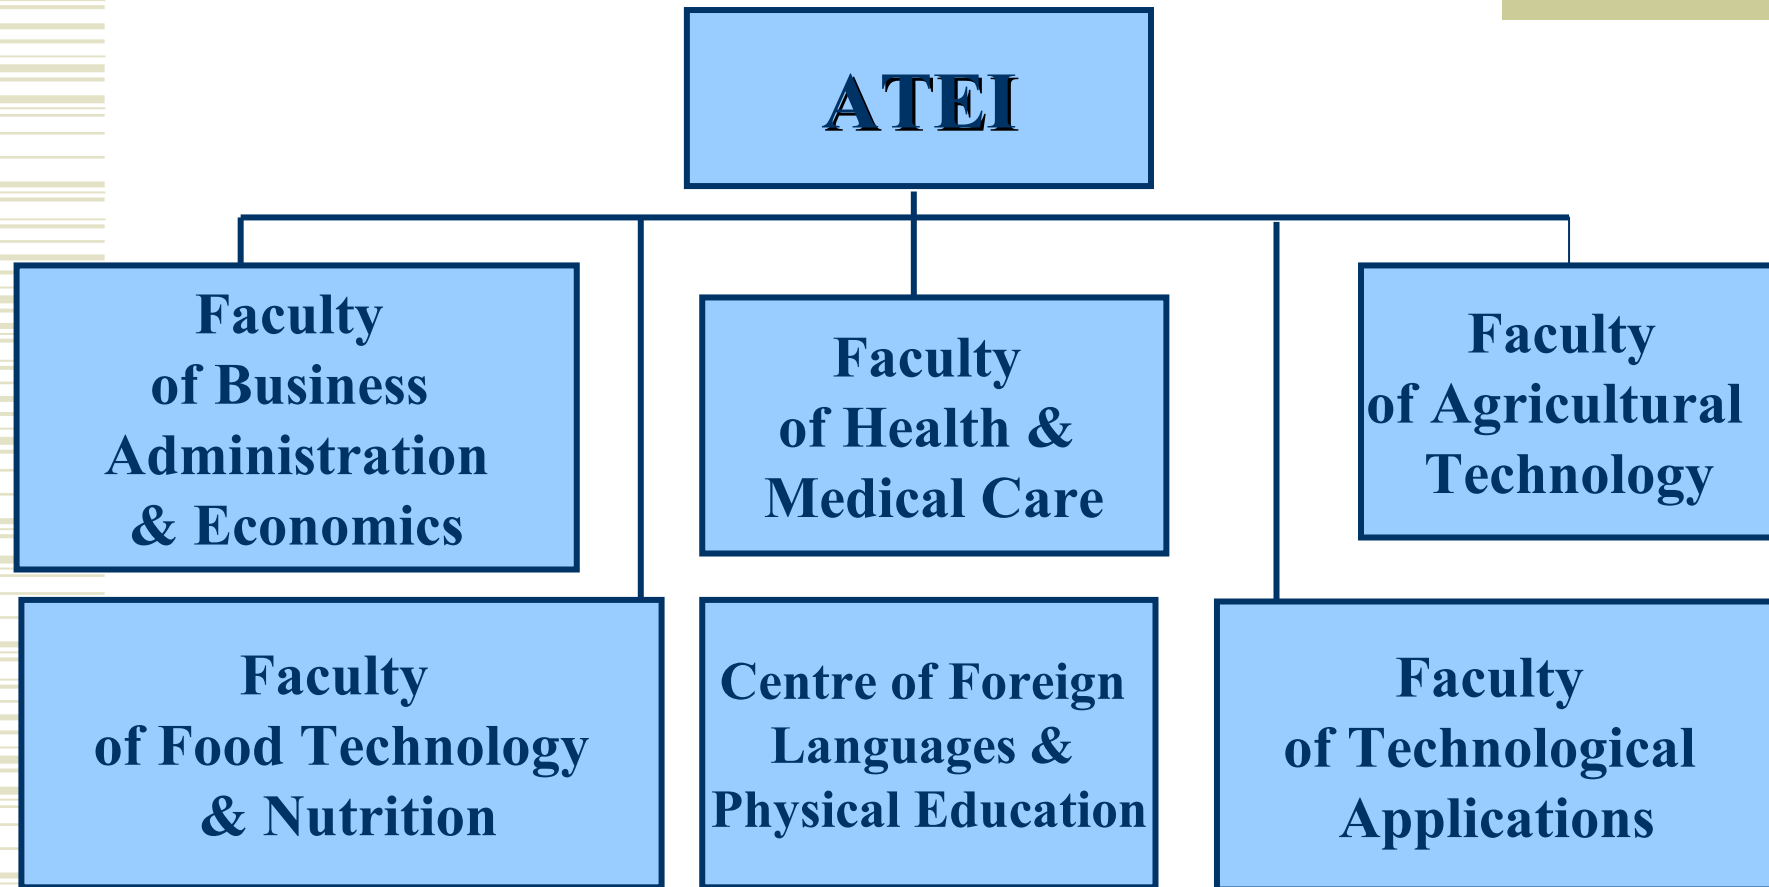 ATEI
Faculty
of Business
Administration
& Economics
Faculty
of Health &
Medical Care
Faculty
of Agricultural
Technology
Faculty
of Food Technology
& Nutrition
Centre of Foreign
Languages &
Physical Education
Faculty
of Technological
Applications